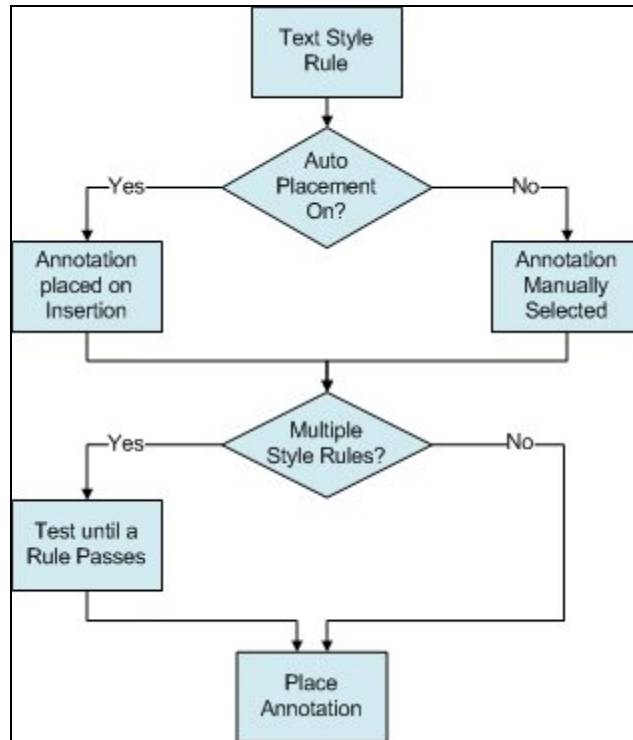 Text Style
Rule
Auto
Placement
On?
Yes
No
Annotation
placed on
Insertion
Annotation
Manually
Selected
Multiple
Style Rules?
Yes
No
Test until a
Rule Passes
Place
Annotation